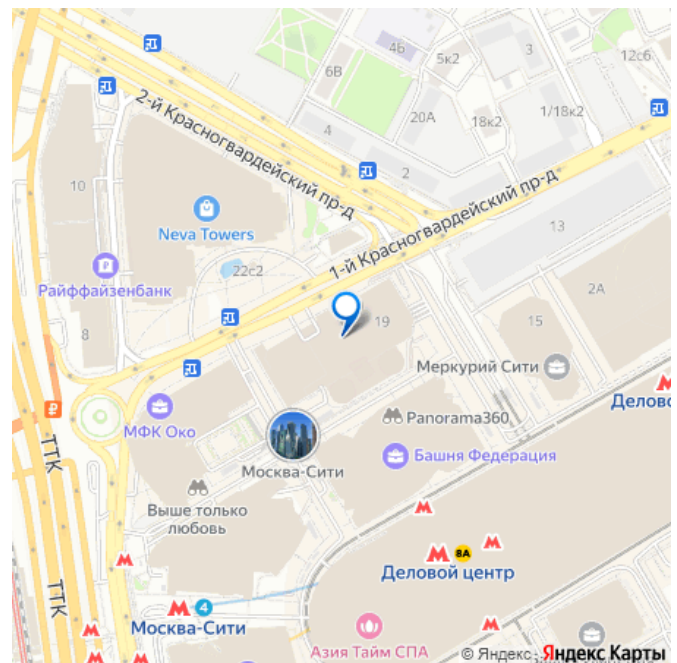 4Б
3
12с6
6В
5к2
20А
18к2
1/18к2
4
2-й Красногвардейский пр-д
2
10
1-й Красногвардейский пр-д
13
Neva Towers
22с2
Райффайзенбанк
2А
8
19
15
Меркурий Сити
Делово
МФК Око
Panorama360
ТТК
Москва-Сити
Башня Федерация
Выше только
любовь
8А
Деловой центр
ТТК
4
Москва-Сити
Азия Тайм СПА
© Яндекс
Яндекс Карты